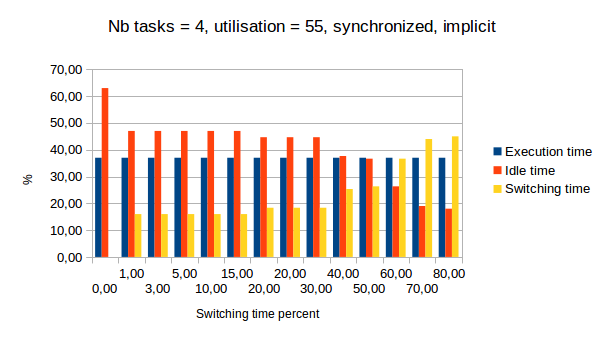 Nb tasks = 4, utilisation = 55, synchronized, implicit
70,00
60,00
50,00
40,00
30,00
20,00
10,00
0,00
%
Execution time
Idle time
Switching time
1,00 5,00 15,00 20,00 40,00 60,00 80,00
0,00 3,00 10,00 20,00 30,00 50,00 70,00
Switching time percent